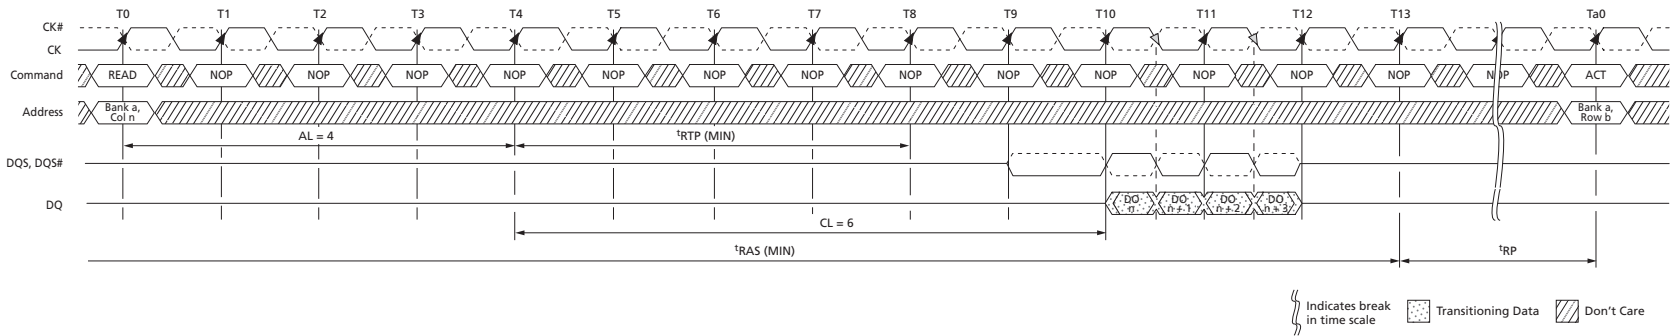 T0 T1 T2 T3 T4 T5 T6 T7 T8 T9 T10 T11 T12 T13 Ta0
CK#
CK
Command READ NOP NOP NOP NOP NOP NOP NOP NOP NOP NOP NOP NOP NOP NOP ACT
Address Bank a, Col n Bank a, Row b
AL = 4 tRTP (MIN)
DQS, DQS#
DQ DO n DO n + 1 DO n + 2 DO n + 3
CL = 6
tRAS (MIN) tRP
Indicates break in time scale
Transitioning Data
Don't Care